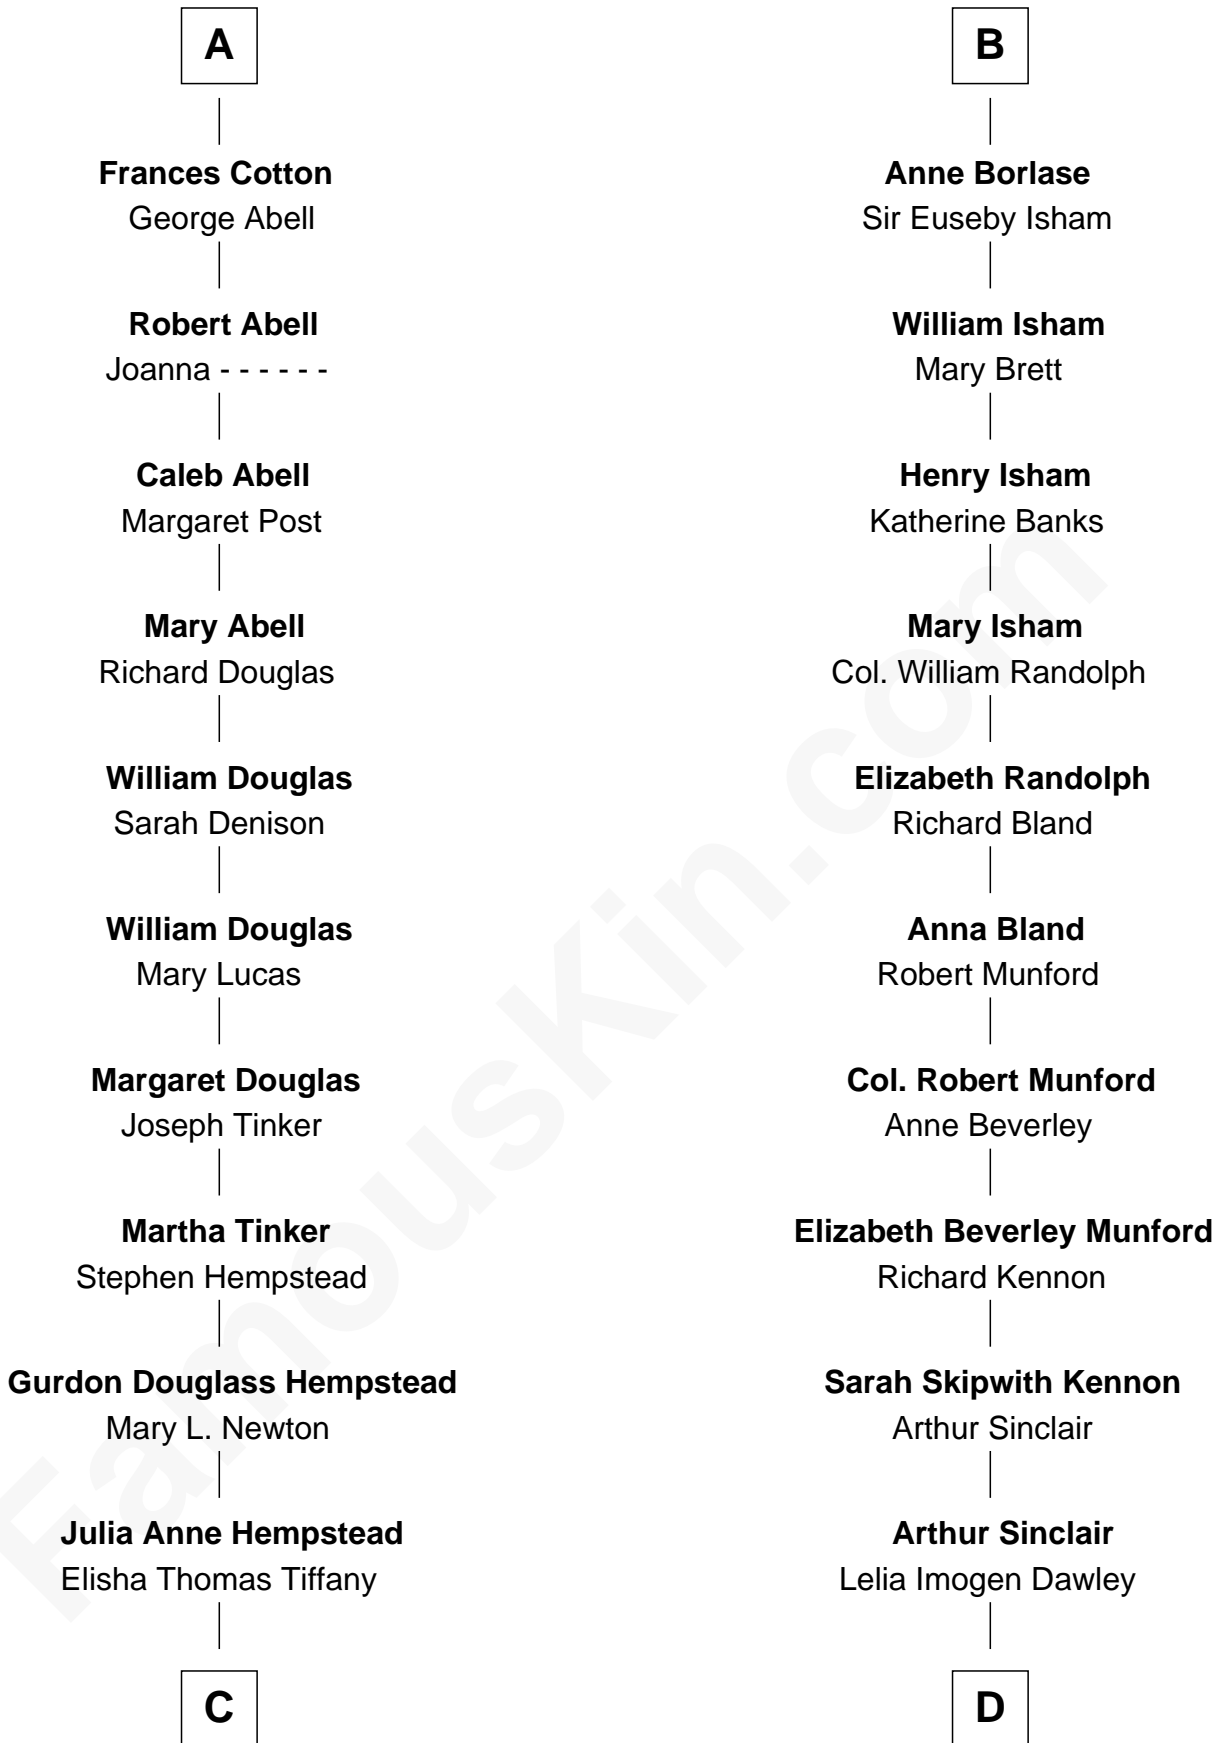 A
Frances Cotton
George Abell
Robert Abell
Joanna - - - - - -
Caleb Abell
Margaret Post
Mary Abell
Richard Douglas
William Douglas
Sarah Denison
William Douglas
Mary Lucas
Margaret Douglas
Joseph Tinker
Martha Tinker
Stephen Hempstead
Gurdon Douglass Hempstead
Mary L. Newton
Julia Anne Hempstead
Elisha Thomas Tiffany
C
B
Anne Borlase
Sir Euseby Isham
William Isham
Mary Brett
Henry Isham
Katherine Banks
Mary Isham
Col. William Randolph
Elizabeth Randolph
Richard Bland
Anna Bland
Robert Munford
Col. Robert Munford
Anne Beverley
Elizabeth Beverley Munford
Richard Kennon
Sarah Skipwith Kennon
Arthur Sinclair
Arthur Sinclair
Lelia Imogen Dawley
D
FamousKin.com